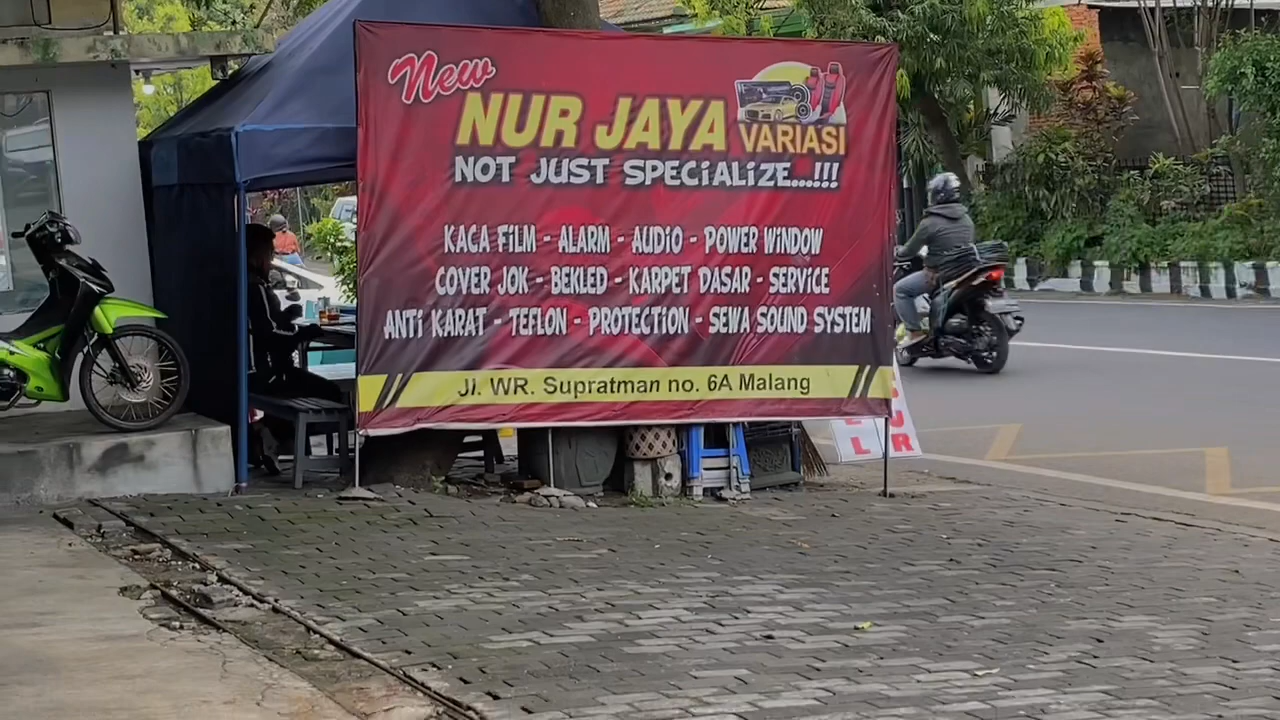 New
NUR JAYA VARIASI
NOT JUST SPECIALIZE...!!!
KACA FILM - ALARM - AUDIO - POWER WINDOW
COVER JOK - BEKLED - KARPET DASAR - SERVICE
ANTI KARAT - TEFLON - PROTECTION - SEWA SOUND SYSTEM
Jl. WR. Supratman no. 6A Malang